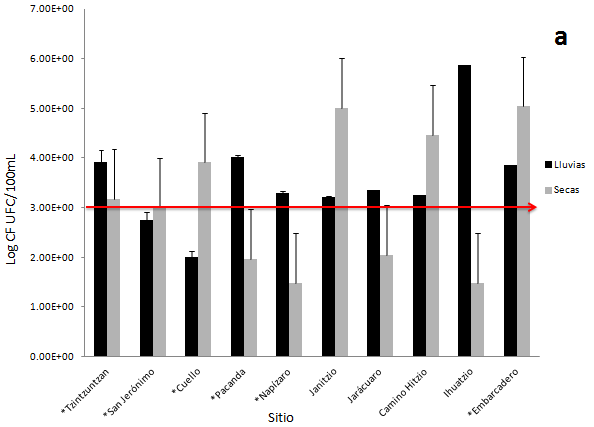 7.00E+00
a
6.00E+00
5.00E+00
4.00E+00
3.00E+00
2.00E+00
1.00E+00
0.00E+00
Log CF UFC/100mL
Lluvias
Secas
*Tzintzuntzan
*San Jerónimo
*Cuello
*Pacanda
*Napízaro
Janitzio
Jarácuaro
Camino Hitzio
Ihuatzio
*Embarcadero
Sitio